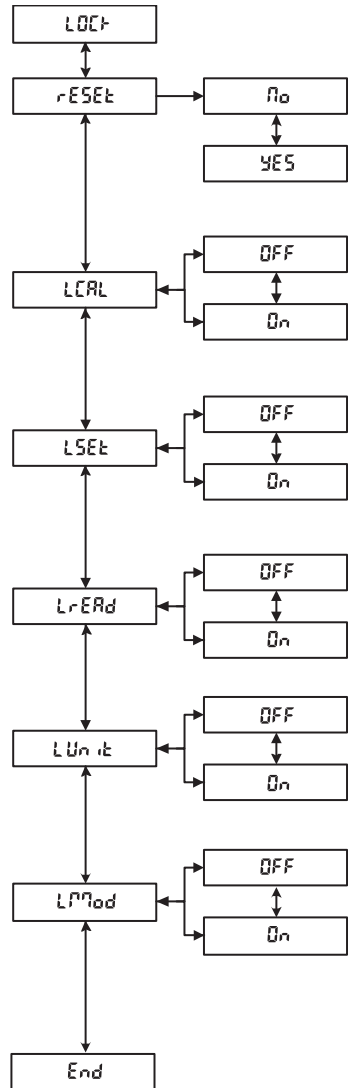 LOCK
rESEt
No
YES
LCAL
OFF
On
LSEt
OFF
On
LrEAd
OFF
On
LUnit
OFF
On
LMod
OFF
On
End